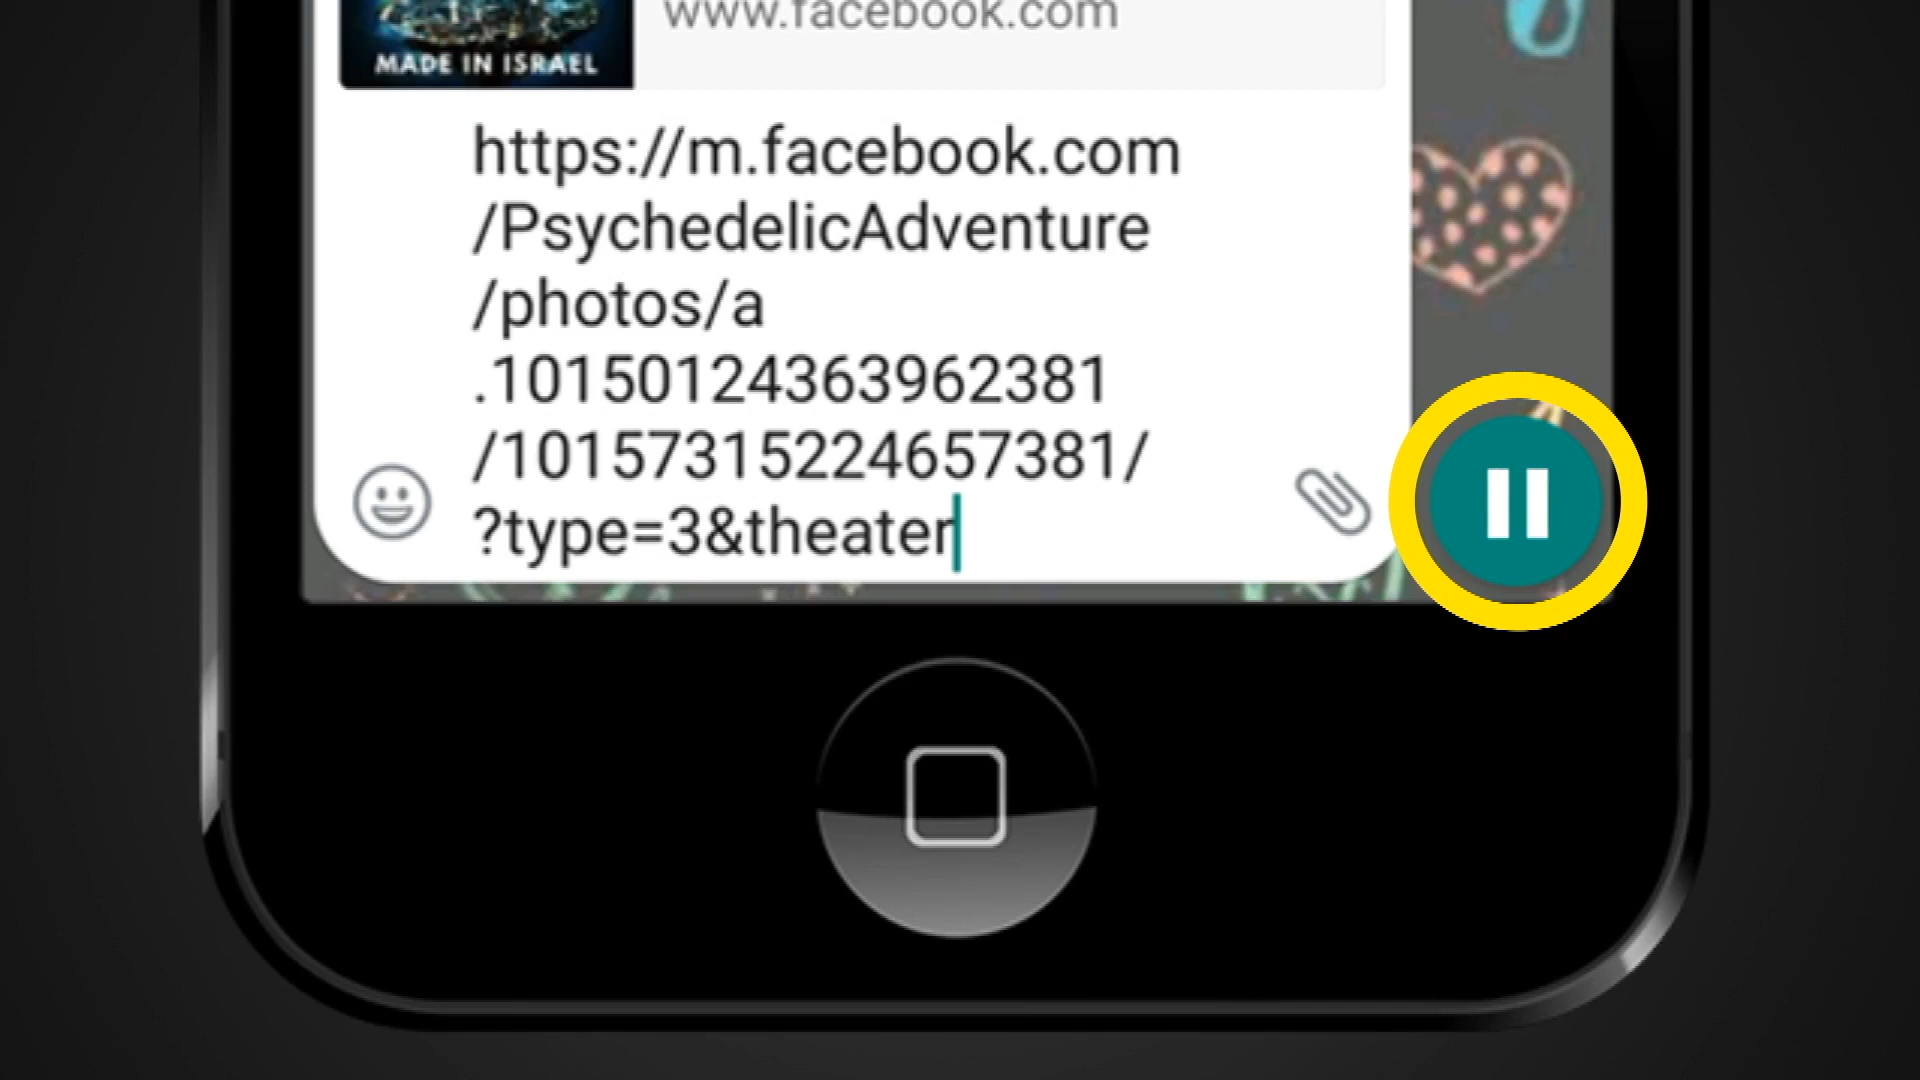 www.facebook.com
MADE IN ISRAEL
https://m.facebook.com
/PsychedelicAdventure
/photos/a
.10150124363962381
/10157315224657381/
?type=3&theater